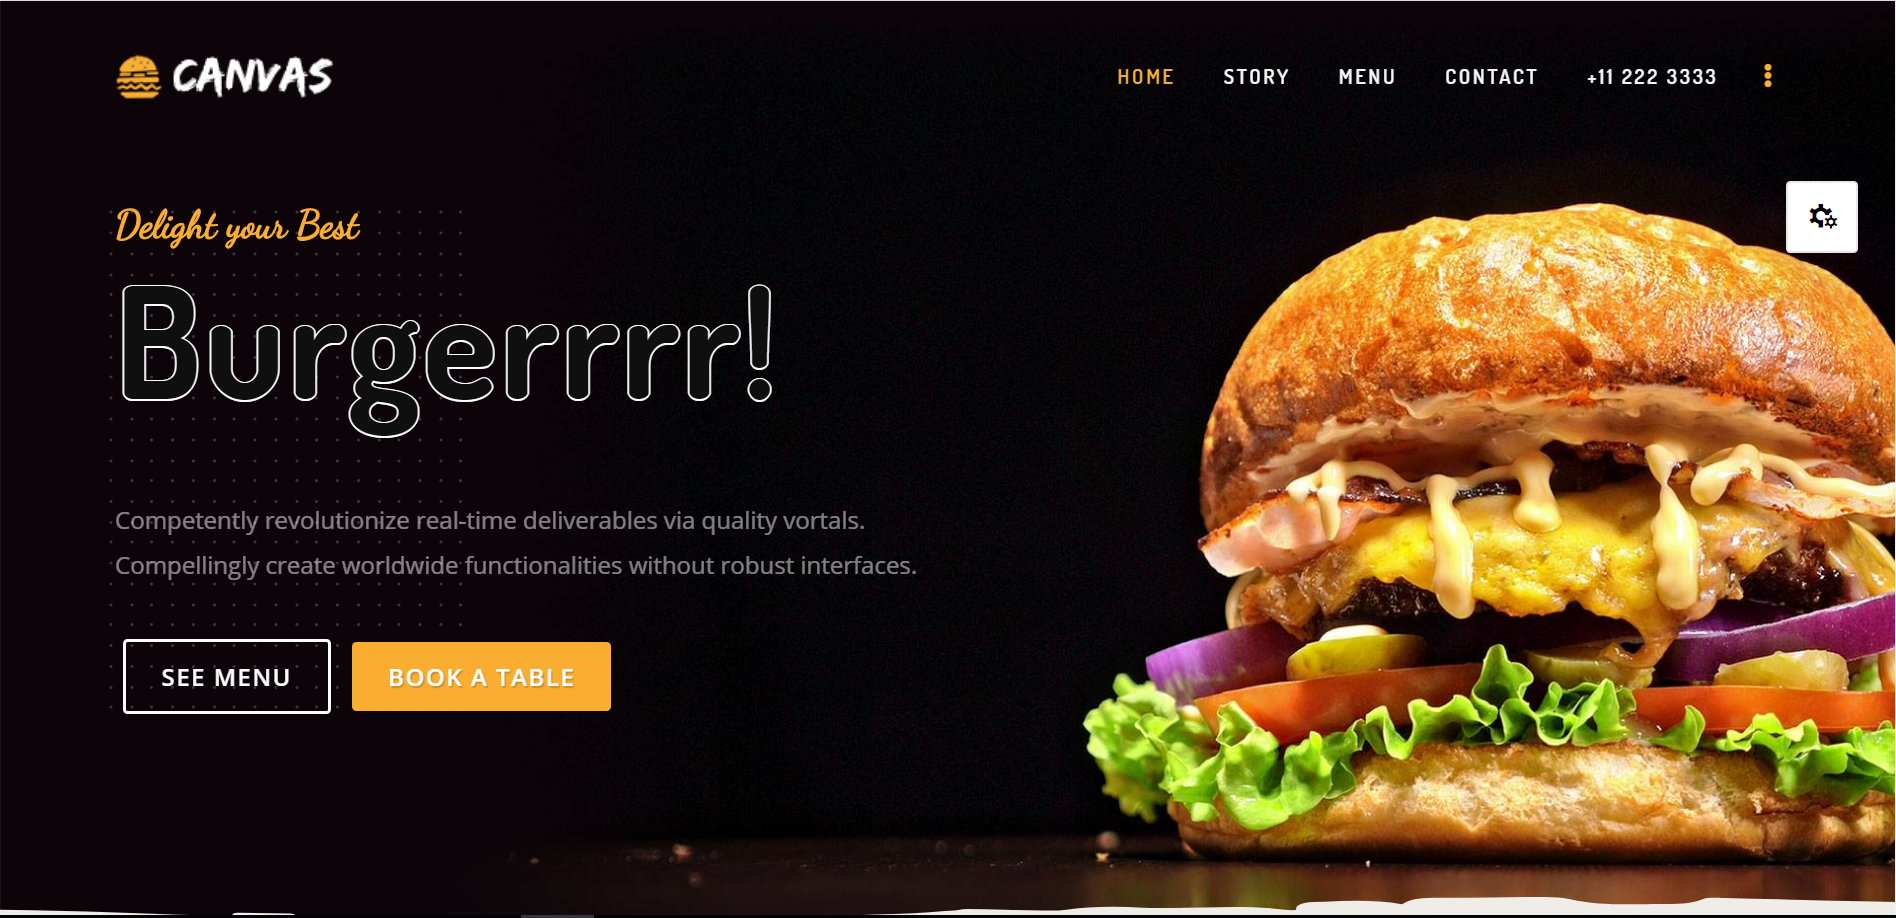 CANVAS
HOME STORY MENU CONTACT +11 222 3333
Delight your Best
Burgerrrr!
Competently revolutionize real-time deliverables via quality vortals.
Compellingly create worldwide functionalities without robust interfaces.
SEE MENU BOOK A TABLE